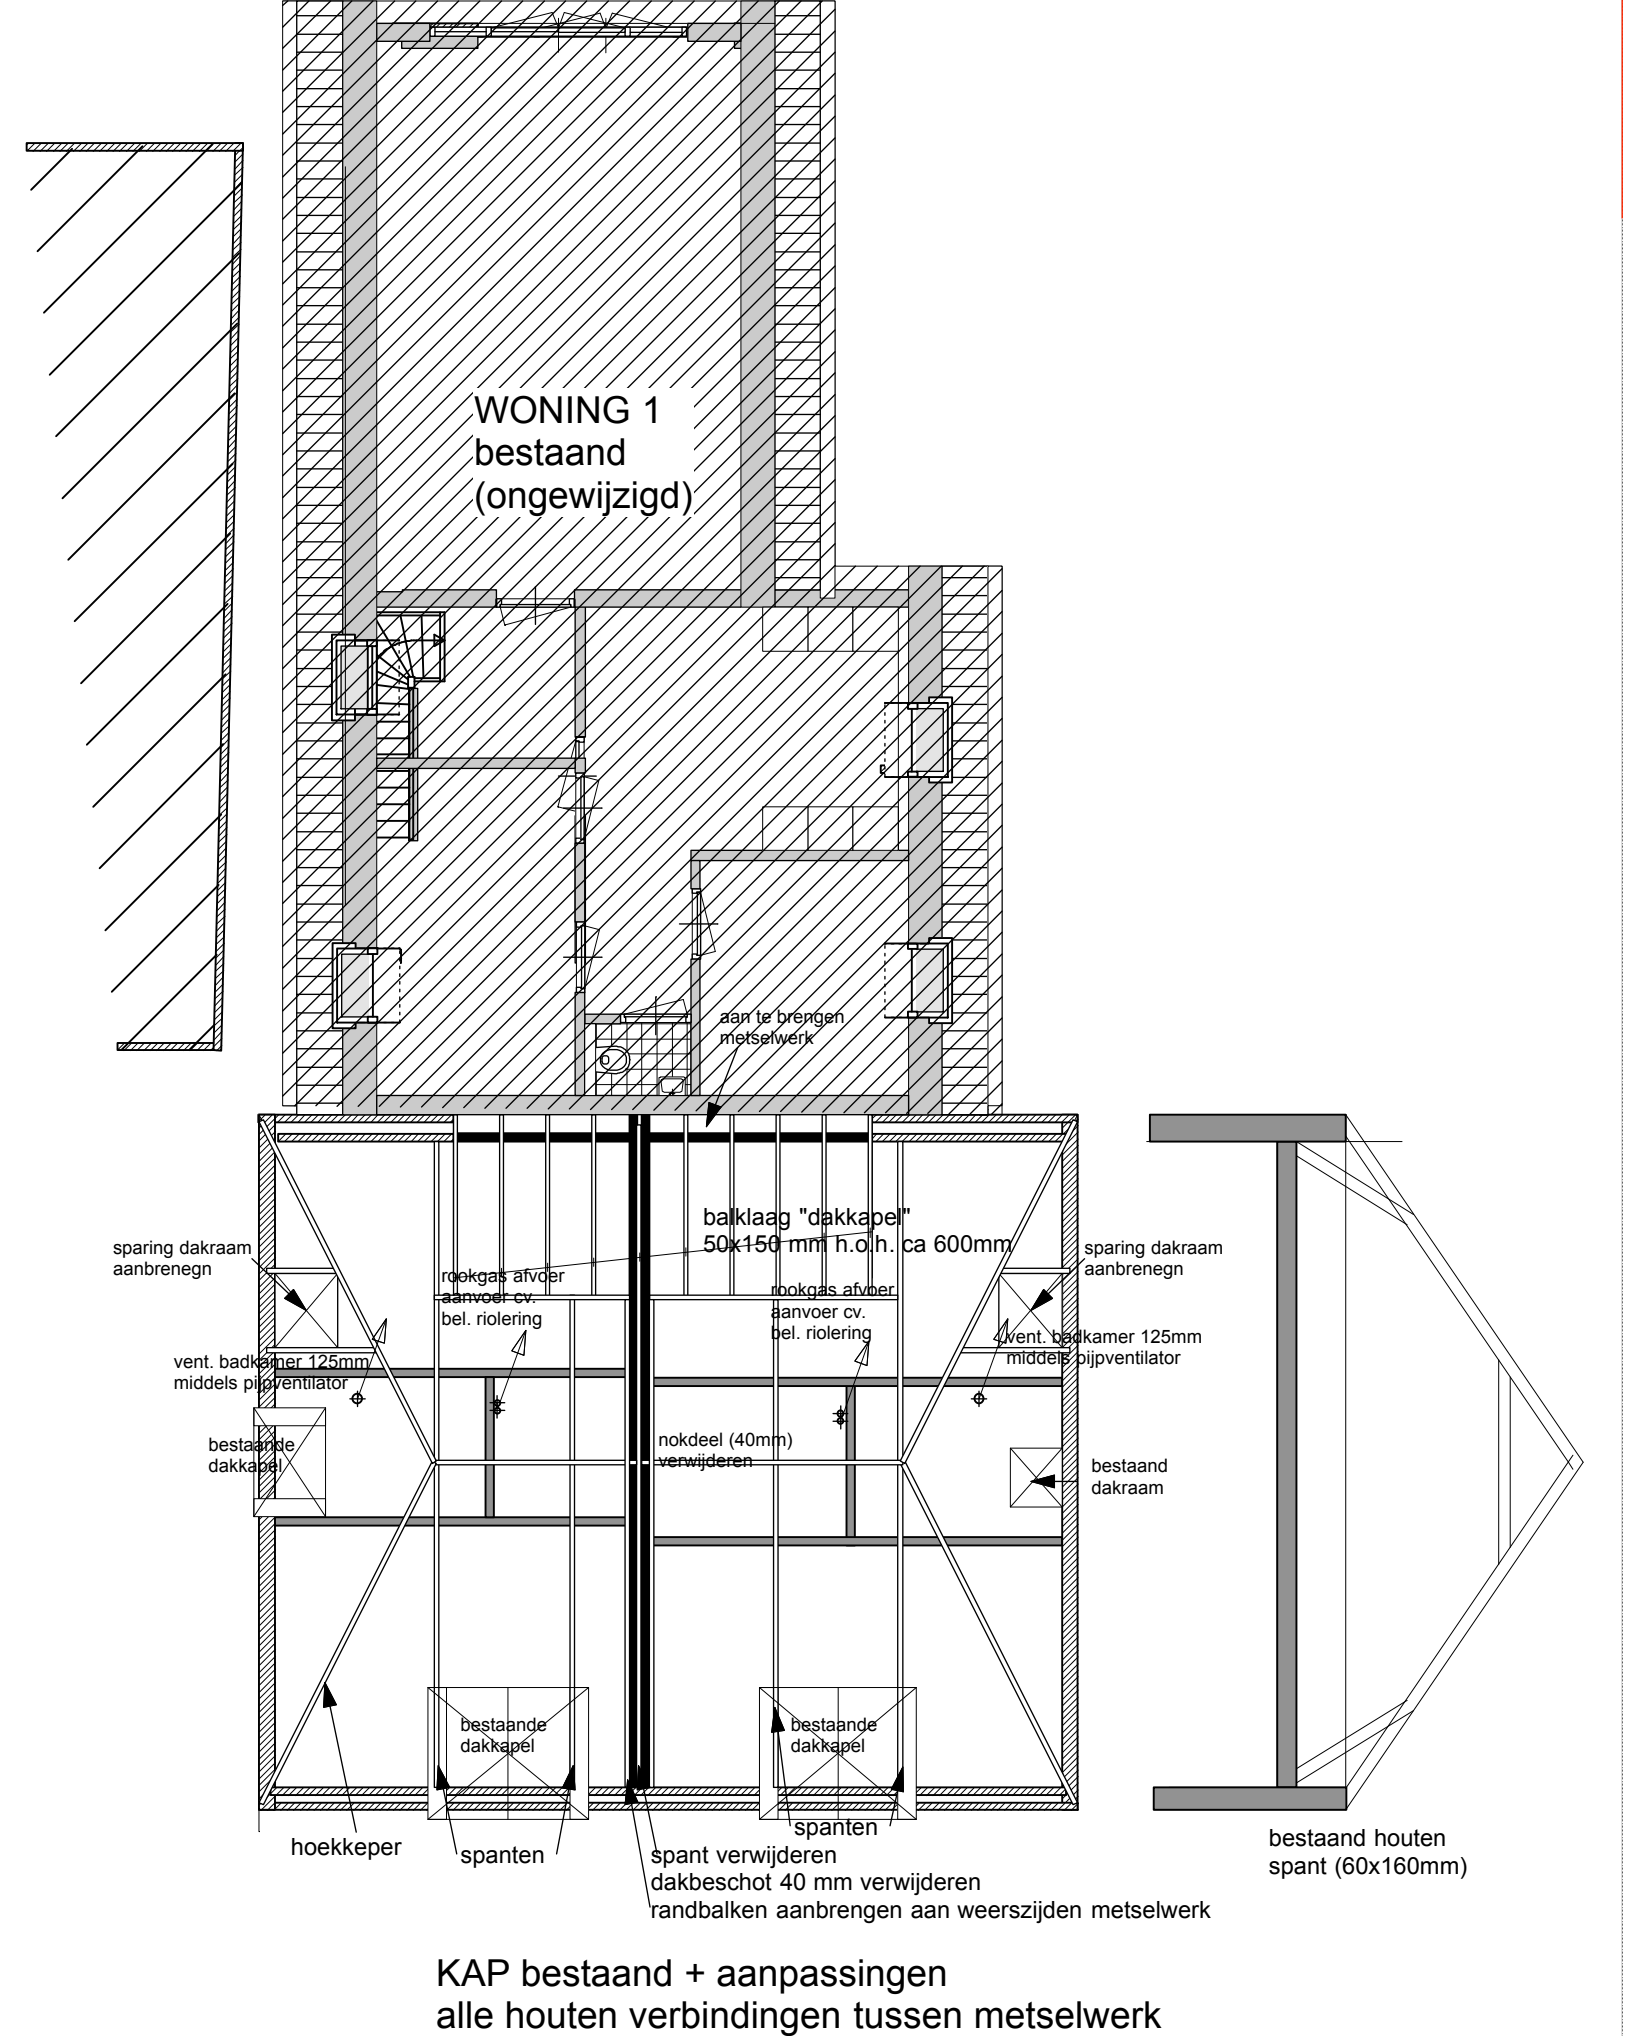 WONING 1
bestaand
(ongewijzigd)
aan te brengen
metselwerk
balklaag "dakkapel"
50x150 mm h.o.h. ca 600mm
sparing dakraam
aanbrenegn
sparing dakraam
aanbrenegn
rookgas afvoer
aanvoer cv.
bel. riolering
rookgas afvoer
aanvoer cv.
bel. riolering
vent. badkamer 125mm
middels pijpventilator
vent. badkamer 125mm
middels pijpventilator
bestaande
dakkapel
nokdeel (40mm)
verwijderen
bestaand
dakraam
bestaande
dakkapel
bestaande
dakkapel
hoekkeper
spanten
spanten
spant verwijderen
dakbeschot 40 mm verwijderen
randbalken aanbrengen aan weerszijden metselwerk
bestaand houten
spant (60x160mm)
KAP bestaand + aanpassingen
alle houten verbindingen tussen metselwerk